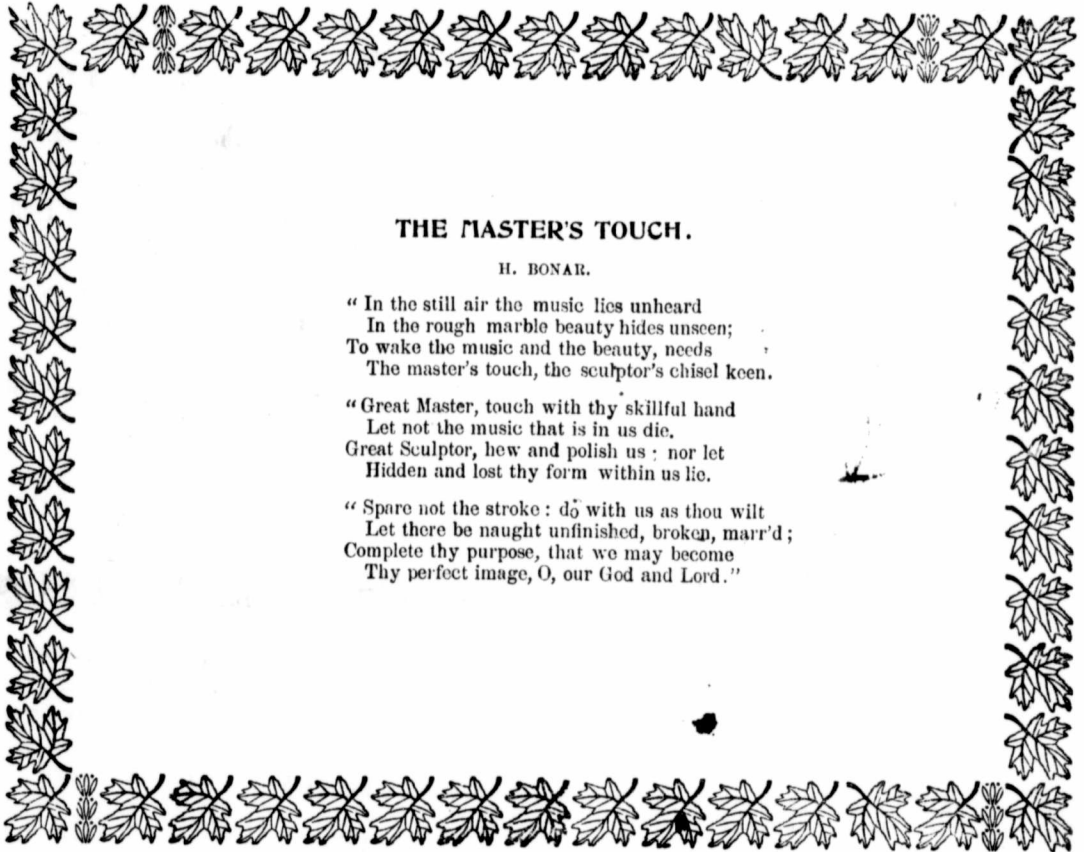 THE MASTER'S TOUCH.
H. BONAR.
“ In the still air the music lies unheard
In the rough marble beauty hides unseen;
To wake the music and the beauty, needs
The master's touch, the sculptor's chisel keen.
“ Great Master, touch with thy skillful hand
Let not the music that is in us die.
Great Sculptor, hew and polish us : nor let
Hidden and lost thy form within us lie.
“ Spare not the stroke : do with us as thou wilt
Let there be naught unfinished, broken, marr'd ;
Complete thy purpose, that we may become
Thy perfect image, O, our God and Lord.”